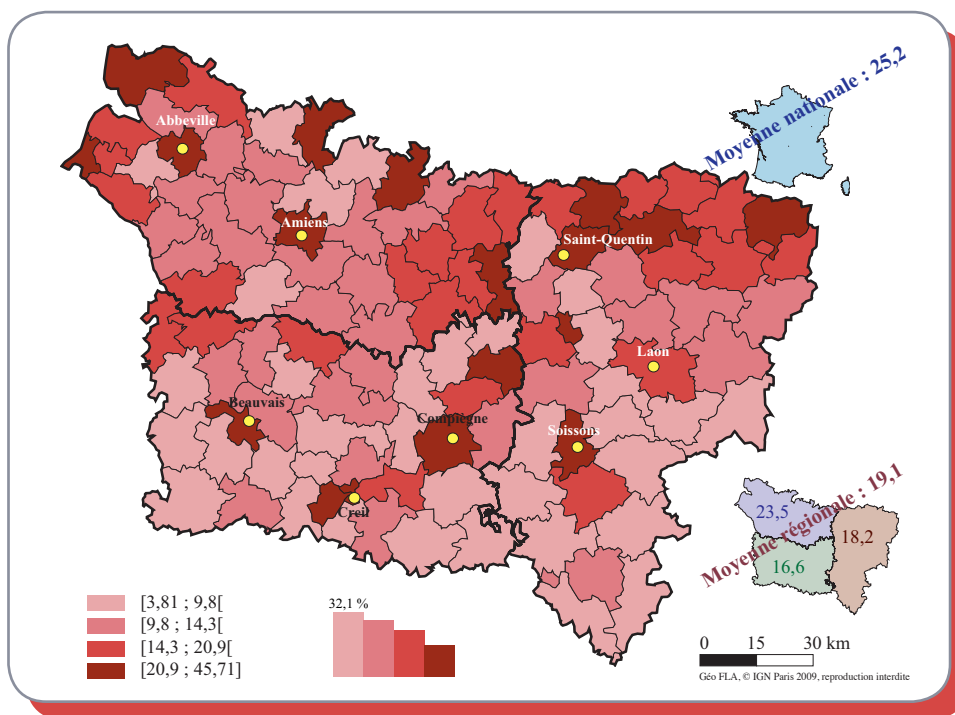 Moyenne nationale : 25,2
Abbeville
Amiens
Saint-Quentin
Laon
Beauvais
Compiègne
Soissons
Creil
Moyenne régionale : 19,1
23,5
18,2
16,6
[3,81 ; 9,8[
[9,8 ; 14,3[
[14,3 ; 20,9[
[20,9 ; 45,71]
32,1 %
0 15 30 km
Géo FLA, © IGN Paris 2009, reproduction interdite